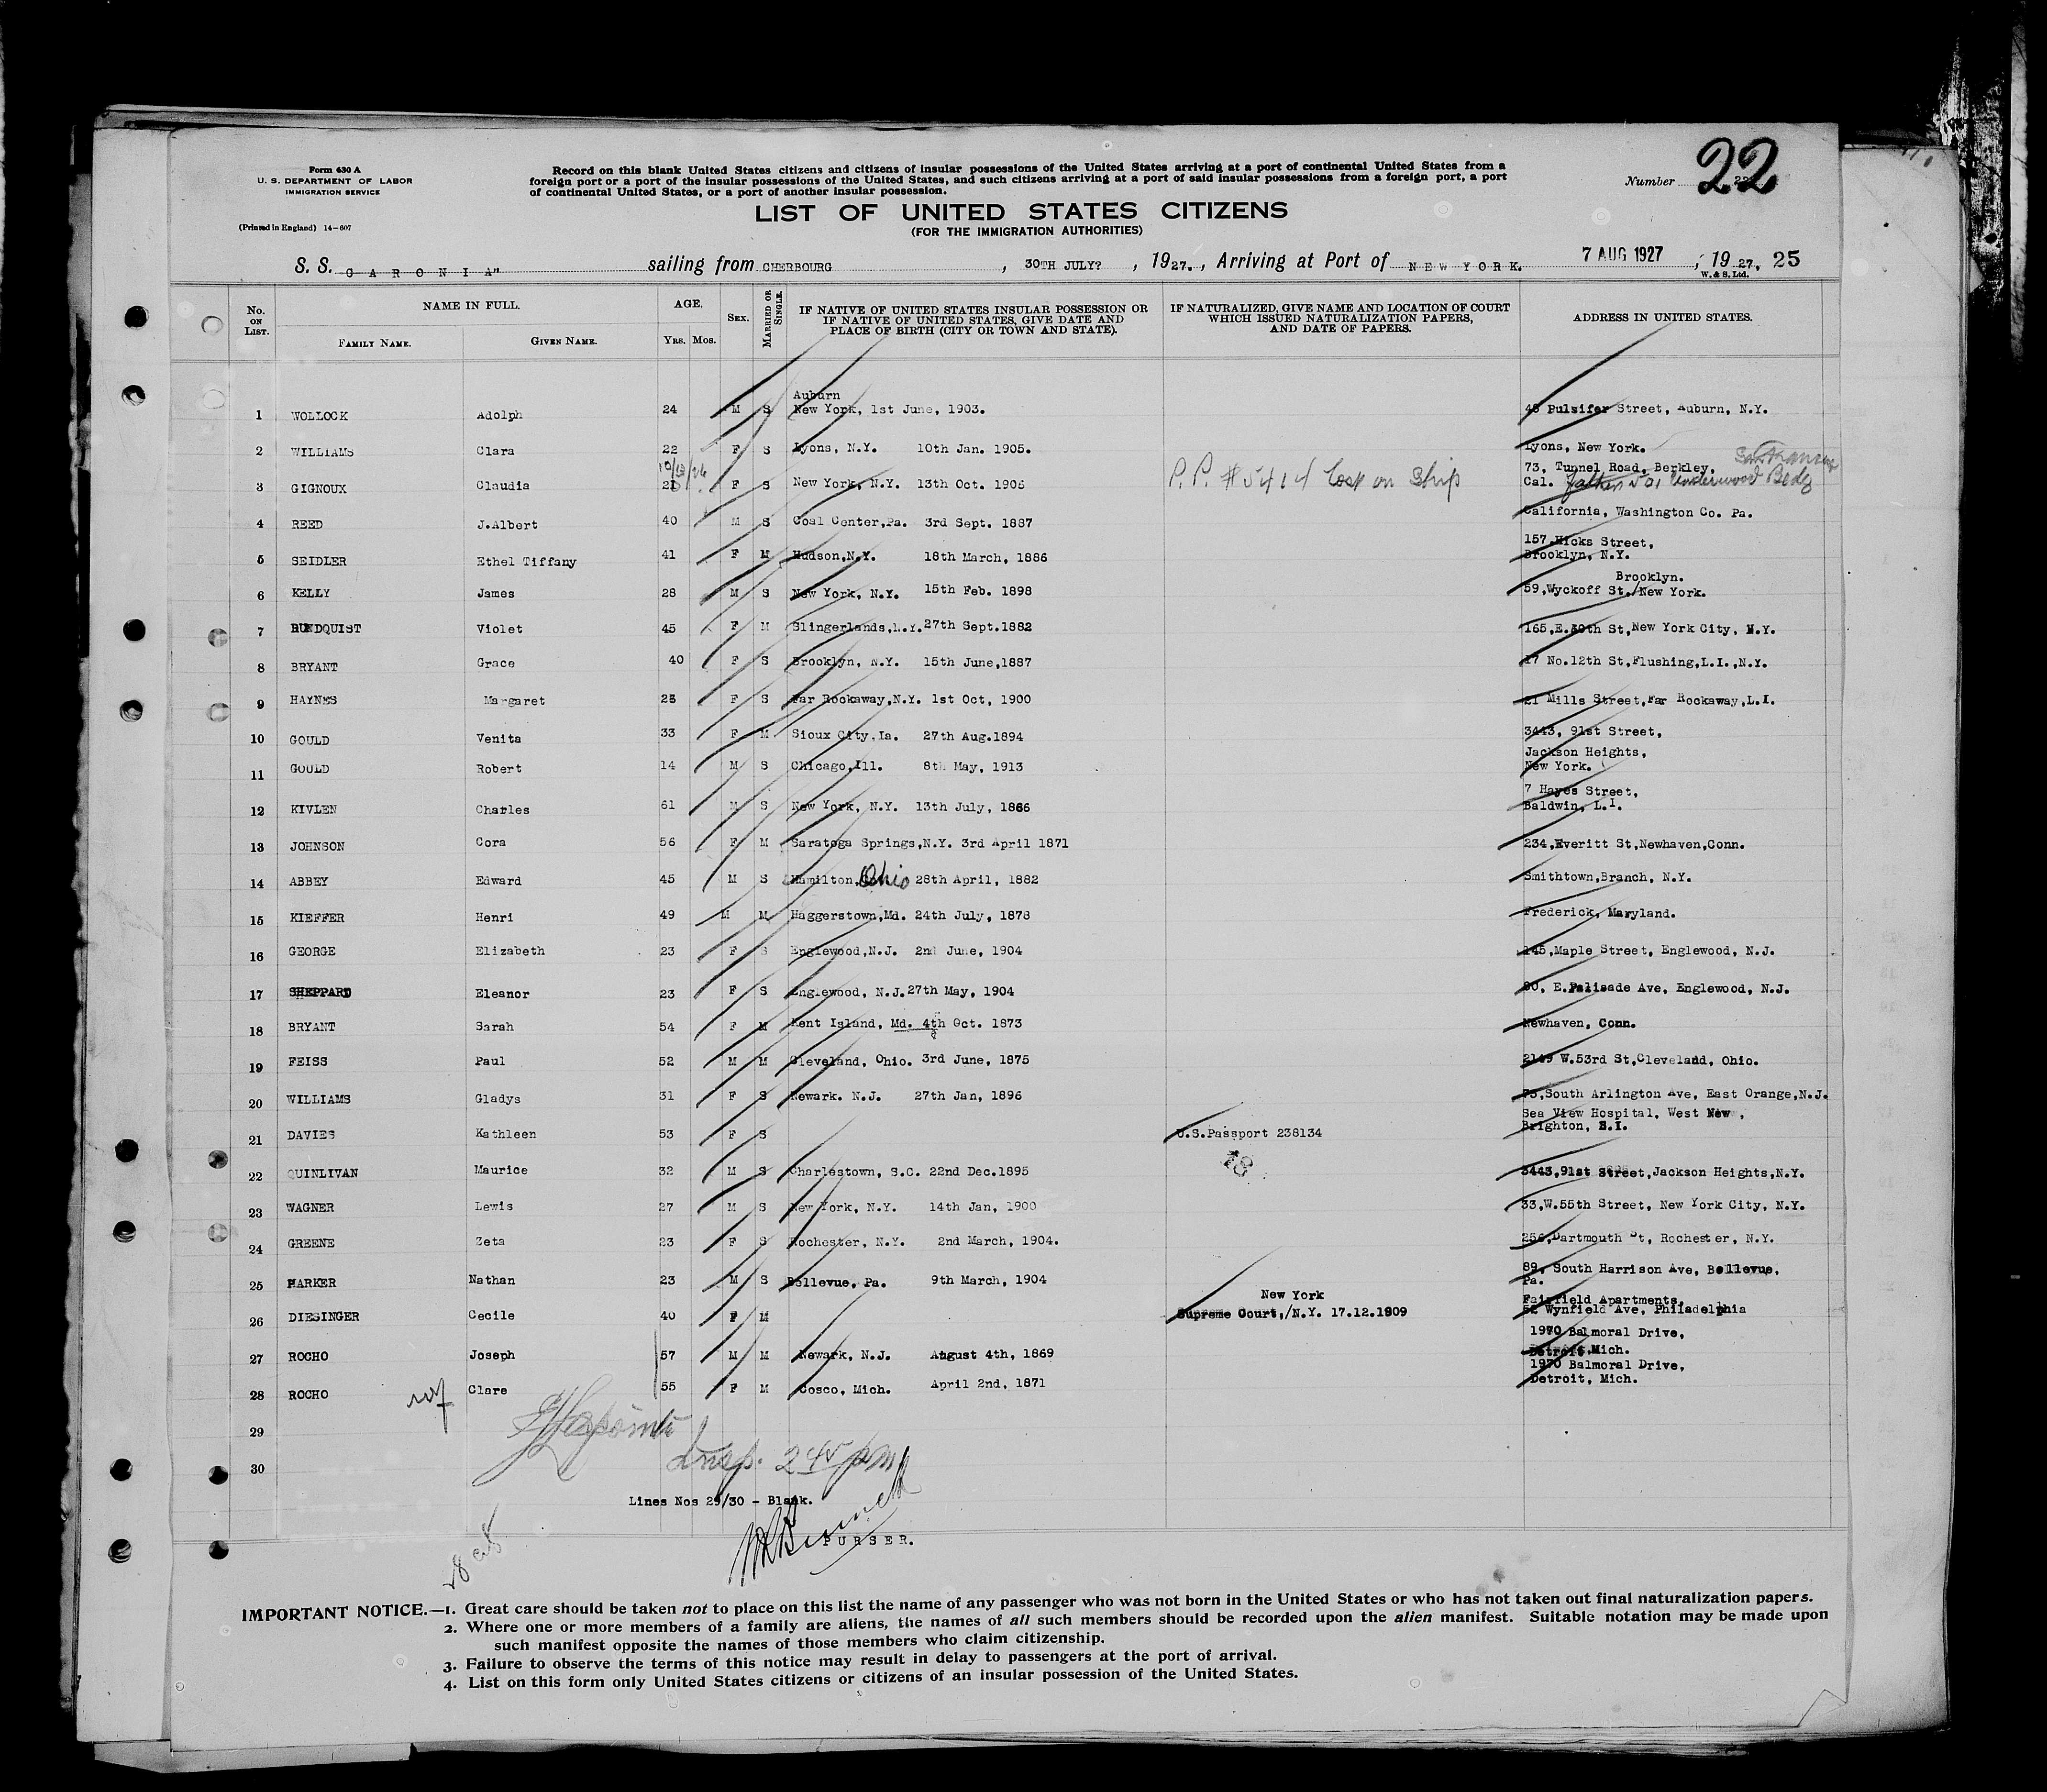 Form 630 A
U. S. DEPARTMENT OF LABOR
IMMIGRATION SERVICE
(Printed in England) 14—607
Record on this blank United States citizens and citizens of insular possessions of the United States arriving at a port of continental United States from a
foreign port or a port of the insular possessions of the United States, and such citizens arriving at a port of said insular possessions from a foreign port, a port
of continental United States, or a port of another insular possession.
Number 22
LIST OF UNITED STATES CITIZENS
(FOR THE IMMIGRATION AUTHORITIES)
S. S. GARONIA" sailing from CHERBOURG, 30TH JULY?, 1927., Arriving at Port of NEW YORK. 7 AUG 1927, 1927. 25
W. & S. Ltd.
No. ON LIST. NAME IN FULL. AGE. SEX. MARRIED OR SINGLE. IF NATIVE OF UNITED STATES INSULAR POSSESSION OR IF NATIVE OF UNITED STATES, GIVE DATE AND PLACE OF BIRTH (CITY OR TOWN AND STATE). IF NATURALIZED, GIVE NAME AND LOCATION OF COURT WHICH ISSUED NATURALIZATION PAPERS, AND DATE OF PAPERS. ADDRESS IN UNITED STATES.
FAMILY NAME. GIVEN NAME. YRS. MOS.
Auburn
1 WOLLOCK Adolph 24 M S New York, 1st June, 1903. 48 Pulsifer Street, Auburn, N.Y.
2 WILLIAMS Clara 22 F S Lyons, N.Y. 10th Jan. 1905. Lyons, New York.
3 GIGNOUX Claudia 21 F S New York, N.Y. 13th Oct. 1906 P.P. #5414 lost on Ship 73, Tunnel Road, Berkley,
Cal. father Underwood Bldg
4 REED J.Albert 40 M S Coal Center,Pa. 3rd Sept. 1887 California, Washington Co. Pa.
5 SEIDLER Ethel Tiffany 41 F M Hudson,N.Y. 18th March, 1886 157,Hicks Street,
Brooklyn, N.Y.
Brooklyn.
6 KELLY James 28 M S New York, N.Y. 15th Feb. 1898 59,Wyckoff St./New York.
7 RUNDQUIST Violet 45 F M Slingerlands,N.Y.27th Sept.1882 165,E.30th St,New York City, N.Y.
8 BRYANT Grace 40 F S Brooklyn, N.Y. 15th June,1887 17 No.12th St,Flushing,L.I.,N.Y.
9 HAYNES Margaret 25 F S Far Rockaway,N.Y. 1st Oct, 1900 21 Mills Street,Far Rockaway,L.I.
10 GOULD Venita 33 F M Sioux City,Ia. 27th Aug.1894 3443, 91st Street,
Jackson Heights,
11 GOULD Robert 14 M S Chicago,Ill. 8th May, 1913 New York.
7 Hayes Street,
12 KIVLEN Charles 61 M S New York, N.Y. 13th July, 1866 Baldwin, L.I.
13 JOHNSON Cora 56 F M Saratoga Springs,N.Y. 3rd April 1871 234,Everitt St,Newhaven,Conn.
14 ABBEY Edward 45 M S Hamilton, Ohio 28th April, 1882 Smithtown,Branch, N.Y.
15 KIEFFER Henri 49 M M Haggerstown,Md. 24th July, 1878 Frederick, Maryland.
16 GEORGE Elizabeth 23 F S Englewood,N.J. 2nd June, 1904 145,Maple Street, Englewood, N.J.
17 SHEPPARD Eleanor 23 F S Englewood, N.J.27th May, 1904 90, E.Palisade Ave, Englewood, N.J.
18 BRYANT Sarah 54 F M Kent Island, Md. 4th Oct. 1873 Newhaven, Conn.
19 FEISS Paul 52 M M Cleveland, Ohio. 3rd June, 1875 2149 W.53rd St,Cleveland, Ohio.
20 WILLIAMS Gladys 31 F S Newark. N.J. 27th Jan, 1896 73,South Arlington Ave, East Orange,N.J.
Sea View Hospital, West New,
21 DAVIES Kathleen 53 F S U.S.Passport 238134 Brighton, S.I.
22 QUINLIVAN Maurice 32 M S Charlestown, S.C. 22nd Dec.1895 3443,91st Street,Jackson Heights,N.Y.
23 WAGNER Lewis 27 M S New York, N.Y. 14th Jan, 1900 33,W.55th Street, New York City, N.Y.
24 GREENE Zeta 23 F S Rochester, N.Y. 2nd March, 1904. 256,Dartmouth St, Rochester, N.Y.
25 HARKER Nathan 23 M S Bellevue, Pa. 9th March, 1904 89, South Harrison Ave, Bellevue,
Pa.
New York Fairfield Apartments,
26 DIESINGER Cecile 40 F M Supreme Court,/N.Y. 17.12.1909 52 Wynfield Ave, Philadelphia
1970 Balmoral Drive,
27 ROCHO Joseph 57 M M Newark, N.J. August 4th, 1869 Detroit,Mich.
1970 Balmoral Drive,
28 ROCHO Clare 55 F M Cosco, Mich. April 2nd, 1871 Detroit, Mich.
29
Insp. 245 pm
30
Lines Nos 29/30 - Blank.
PURSER.
IMPORTANT NOTICE.—1. Great care should be taken not to place on this list the name of any passenger who was not born in the United States or who has not taken out final naturalization papers.
2. Where one or more members of a family are aliens, the names of all such members should be recorded upon the alien manifest. Suitable notation may be made upon
such manifest opposite the names of those members who claim citizenship.
3. Failure to observe the terms of this notice may result in delay to passengers at the port of arrival.
4. List on this form only United States citizens or citizens of an insular possession of the United States.